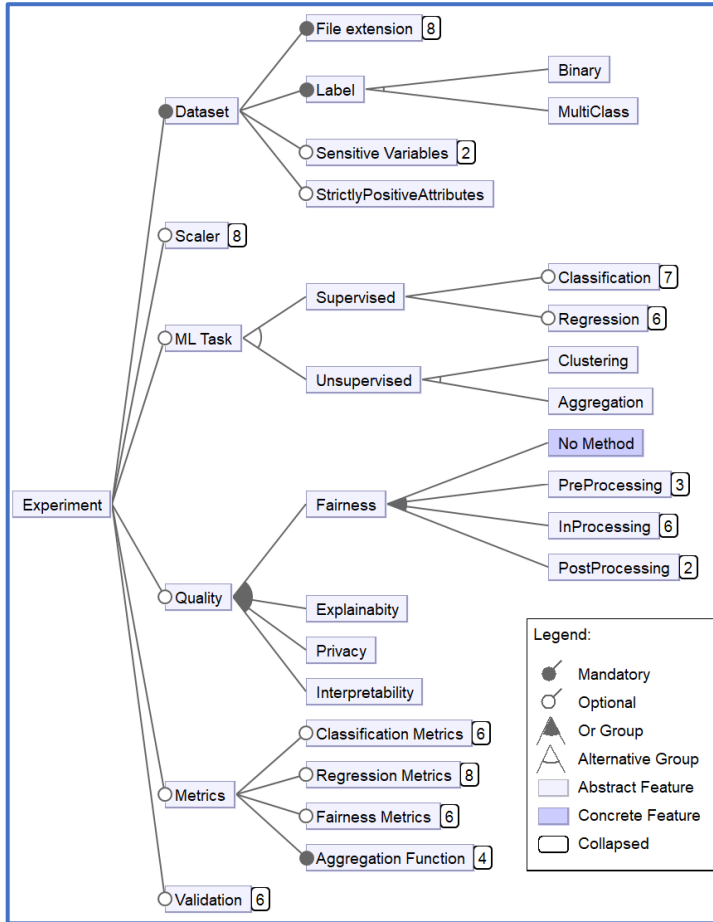 File extension 8
Label
Binary
MultiClass
Dataset
Sensitive Variables 2
StrictlyPositiveAttributes
Scaler 8
Supervised
Classification 7
Regression 6
ML Task
Unsupervised
Clustering
Aggregation
No Method
Experiment
Fairness
PreProcessing 3
InProcessing 6
PostProcessing 2
Quality
Explainabity
Privacy
Interpretability
Classification Metrics 6
Regression Metrics 8
Metrics
Fairness Metrics 6
Aggregation Function 4
Validation 6
Legend:
Mandatory
Optional
Or Group
Alternative Group
Abstract Feature
Concrete Feature
Collapsed